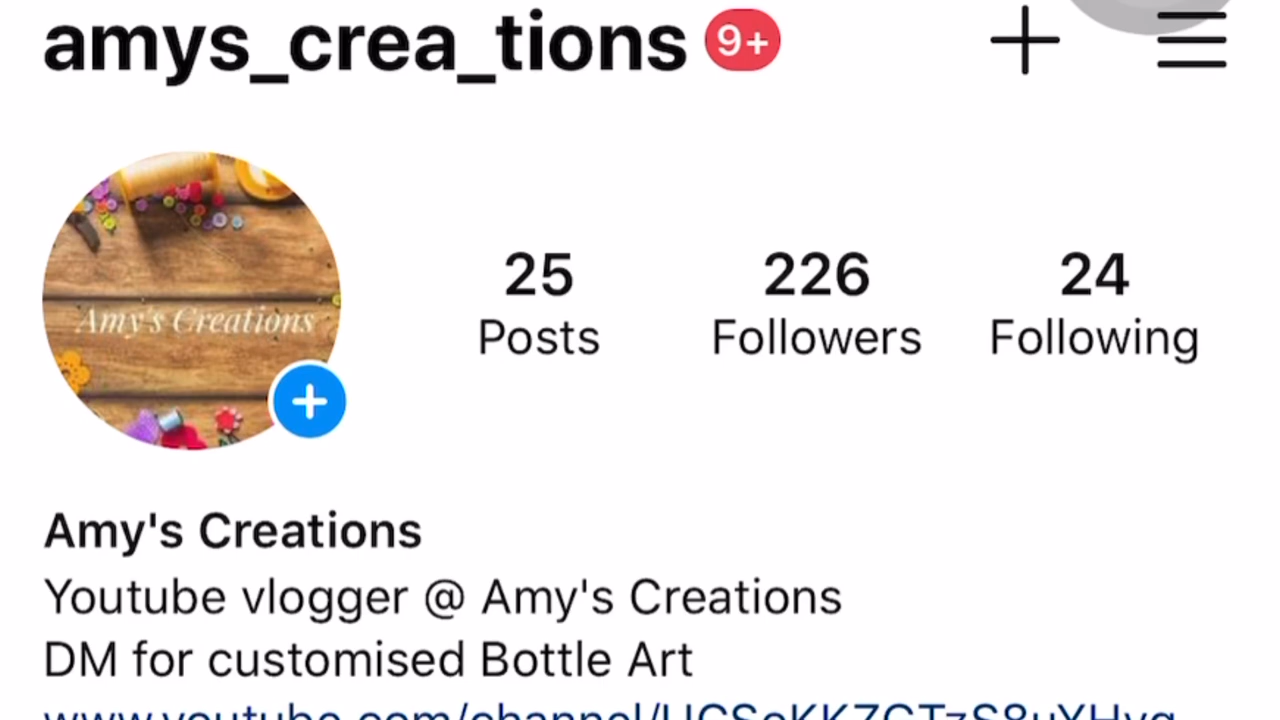 amys_crea_tions 9+
25 226 24
Posts Followers Following
Amy's Creations
Amy's Creations
Youtube vlogger @ Amy's Creations
DM for customised Bottle Art